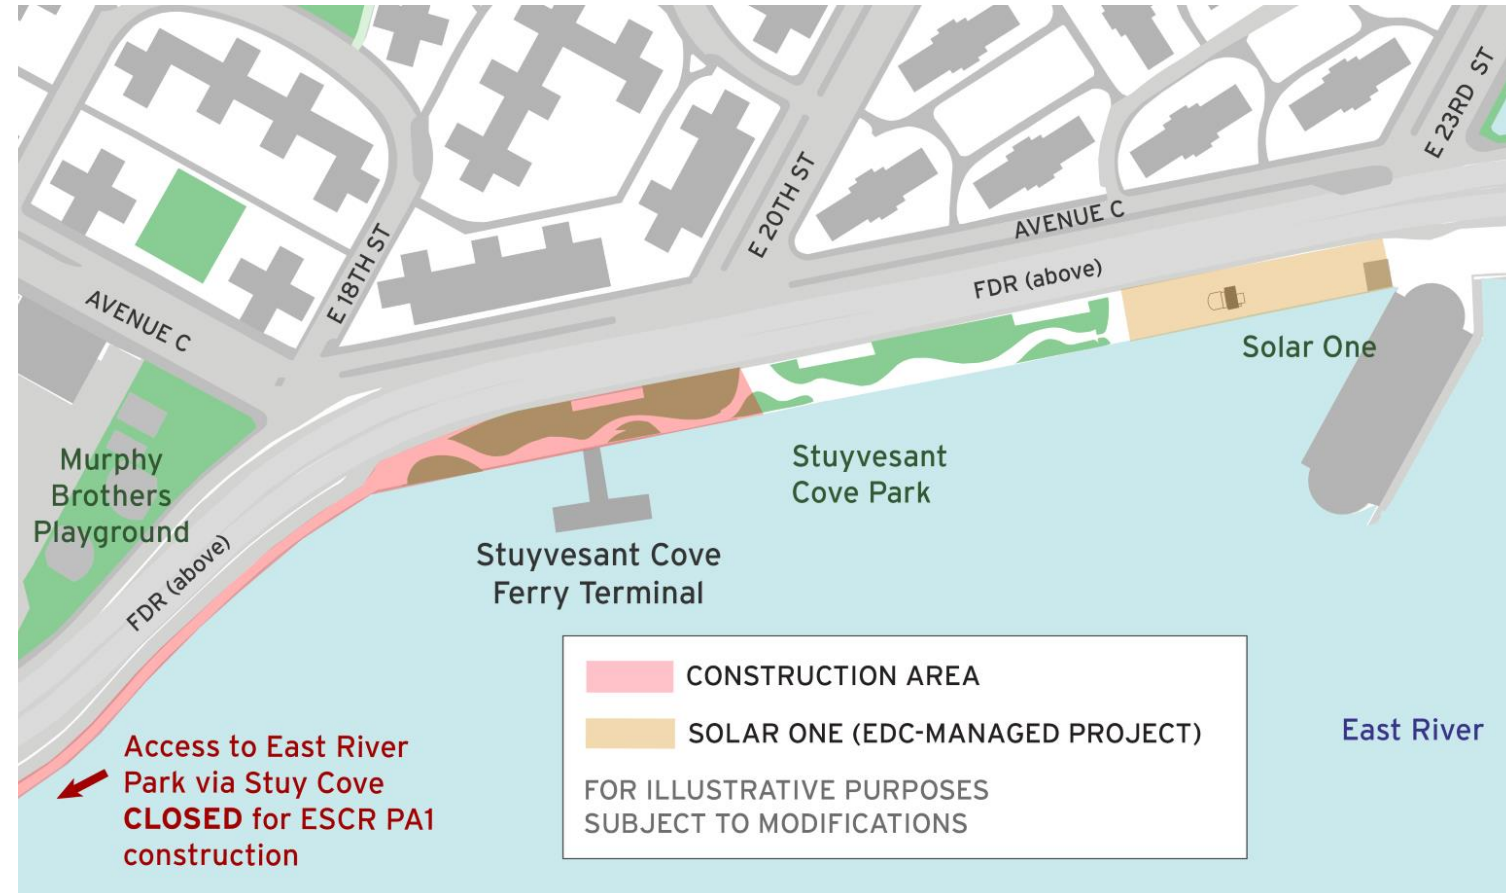 E 23RD ST
E 20TH ST
AVENUE C
E 18TH ST
FDR (above)
AVENUE C
Solar One
Murphy
Brothers
Playground
Stuyvesant
Cove Park
FDR (above)
Stuyvesant Cove
Ferry Terminal
CONSTRUCTION AREA
SOLAR ONE (EDC-MANAGED PROJECT)
FOR ILLUSTRATIVE PURPOSES
SUBJECT TO MODIFICATIONS
East River
Access to East River
Park via Stuy Cove
CLOSED for ESCR PA1
construction